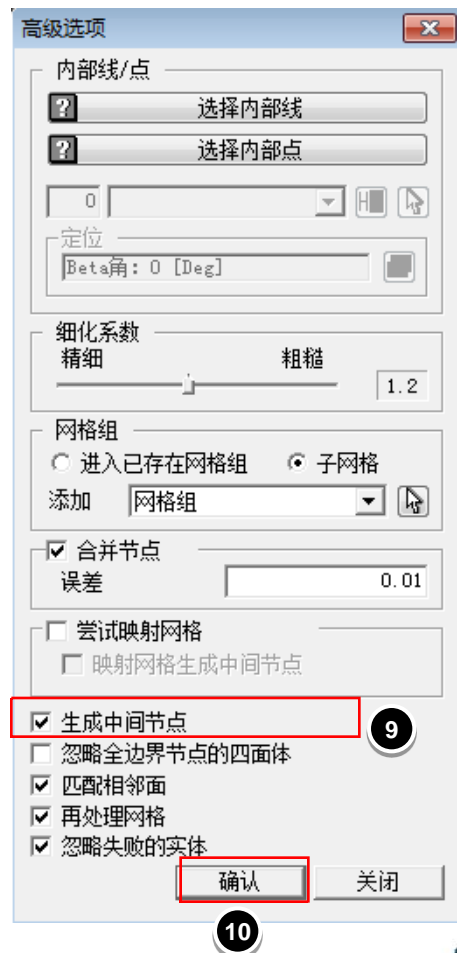 高级选项
内部线/点
? 选择内部线
? 选择内部点
0
定位
Beta角: 0 [Deg]
细化系数
精细 粗糙
1.2
网格组
进入已存在网格组 子网格
添加 网格组
合并节点
误差 0.01
尝试映射网格
映射网格生成中间节点
生成中间节点 9
忽略全边界节点的四面体
匹配相邻面
再处理网格
忽略失败的实体
确认 关闭
10